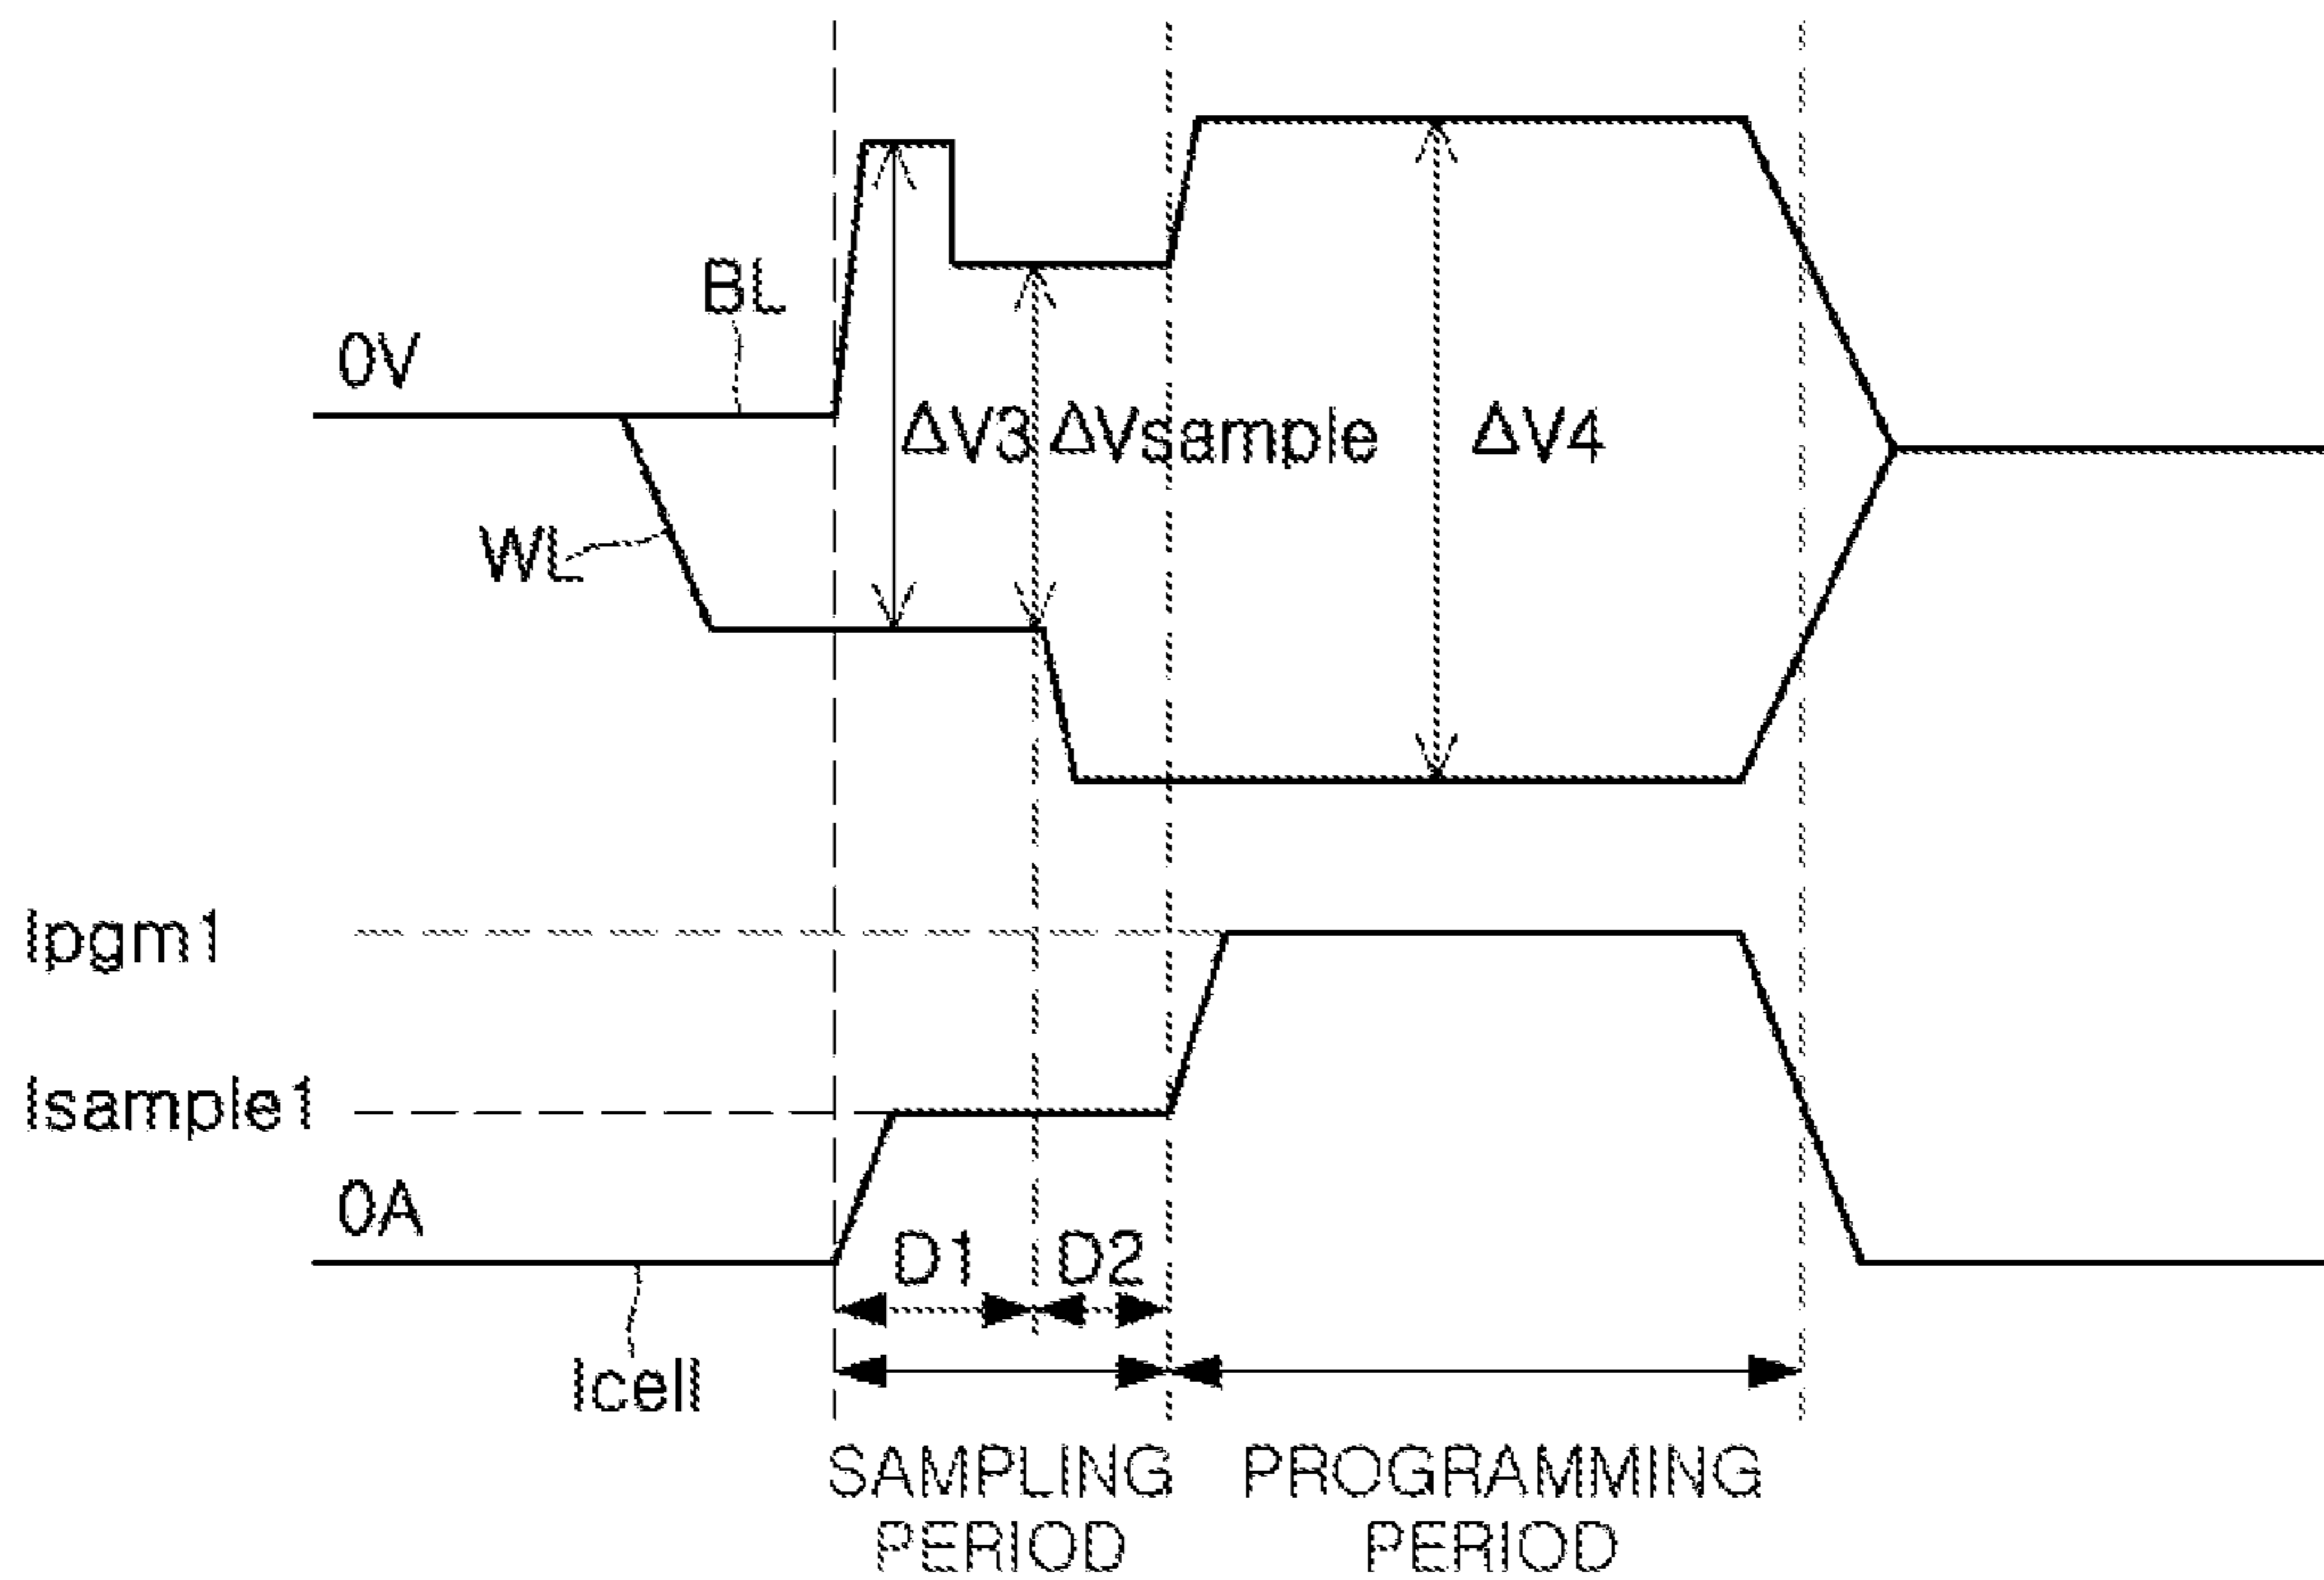 BL
0V
ΔV3
ΔVsample
ΔV4
WL
Ipgm1
Isample1
0A
D1
D2
Icell
SAMPLING
PERIOD
PROGRAMMING
PERIOD